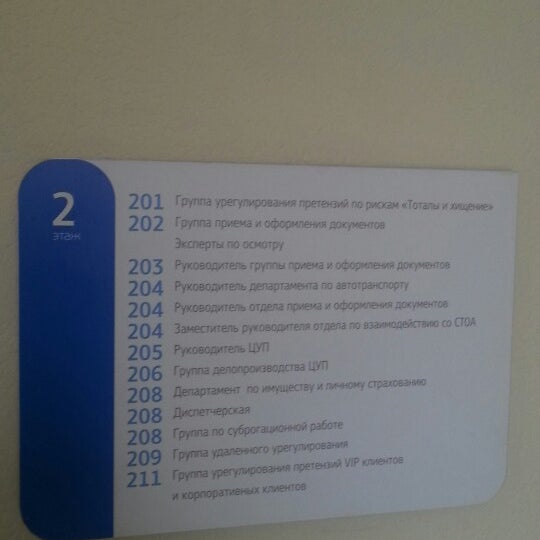 2
этаж
201 Группа урегулирования претензий по рискам «Тоталы и хищение»
202 Группа приема и оформления документов
Эксперты по осмотру
203 Руководитель группы приема и оформления документов
204 Руководитель департамента по автотранспорту
204 Руководитель отдела приема и оформления документов
204 Заместитель руководителя отдела по взаимодействию со СТОА
205 Руководитель ЦУП
206 Группа делопроизводства ЦУП
208 Департамент по имуществу и личному страхованию
208 Диспетчерская
208 Группа по суброгационной работе
209 Группа удаленного урегулирования
211 Группа урегулирования претензий VIP клиентов
и корпоративных клиентов